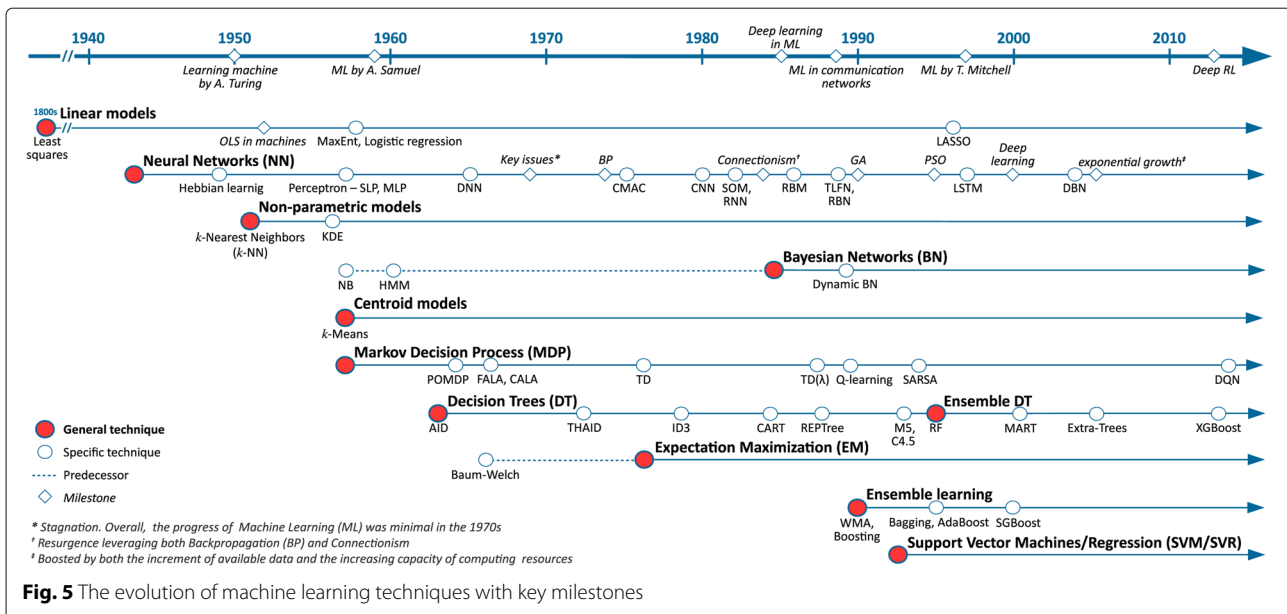 1940 1950 1960 1970 1980 1990 2000 2010
Deep learning
in ML
Learning machine
by A. Turing
ML by A. Samuel
ML in communication
networks
ML by T. Mitchell
Deep RL
1800s
Linear models
Least
squares
OLS in machines
MaxEnt, Logistic regression
LASSO
Neural Networks (NN)
Key issues*
BP
Connectionism†
GA
PSO
Deep
learning
exponential growth‡
Hebbian learnig
Perceptron – SLP, MLP
DNN
CMAC
CNN
SOM,
RNN
RBM
TLFN,
RBN
LSTM
DBN
Non-parametric models
k-Nearest Neighbors
(k-NN)
KDE
Bayesian Networks (BN)
NB
HMM
Dynamic BN
Centroid models
k-Means
Markov Decision Process (MDP)
POMDP
FALA, CALA
TD
TD(λ)
Q-learning
SARSA
DQN
Decision Trees (DT)
Ensemble DT
AID
THAID
ID3
CART
REPTree
M5,
C4.5
RF
MART
Extra-Trees
XGBoost
General technique
Specific technique
Predecessor
Milestone
Expectation Maximization (EM)
Baum-Welch
Ensemble learning
WMA,
Boosting
Bagging, AdaBoost
SGBoost
Support Vector Machines/Regression (SVM/SVR)
* Stagnation. Overall, the progress of Machine Learning (ML) was minimal in the 1970s
† Resurgence leveraging both Backpropagation (BP) and Connectionism
‡ Boosted by both the increment of available data and the increasing capacity of computing resources
Fig. 5 The evolution of machine learning techniques with key milestones